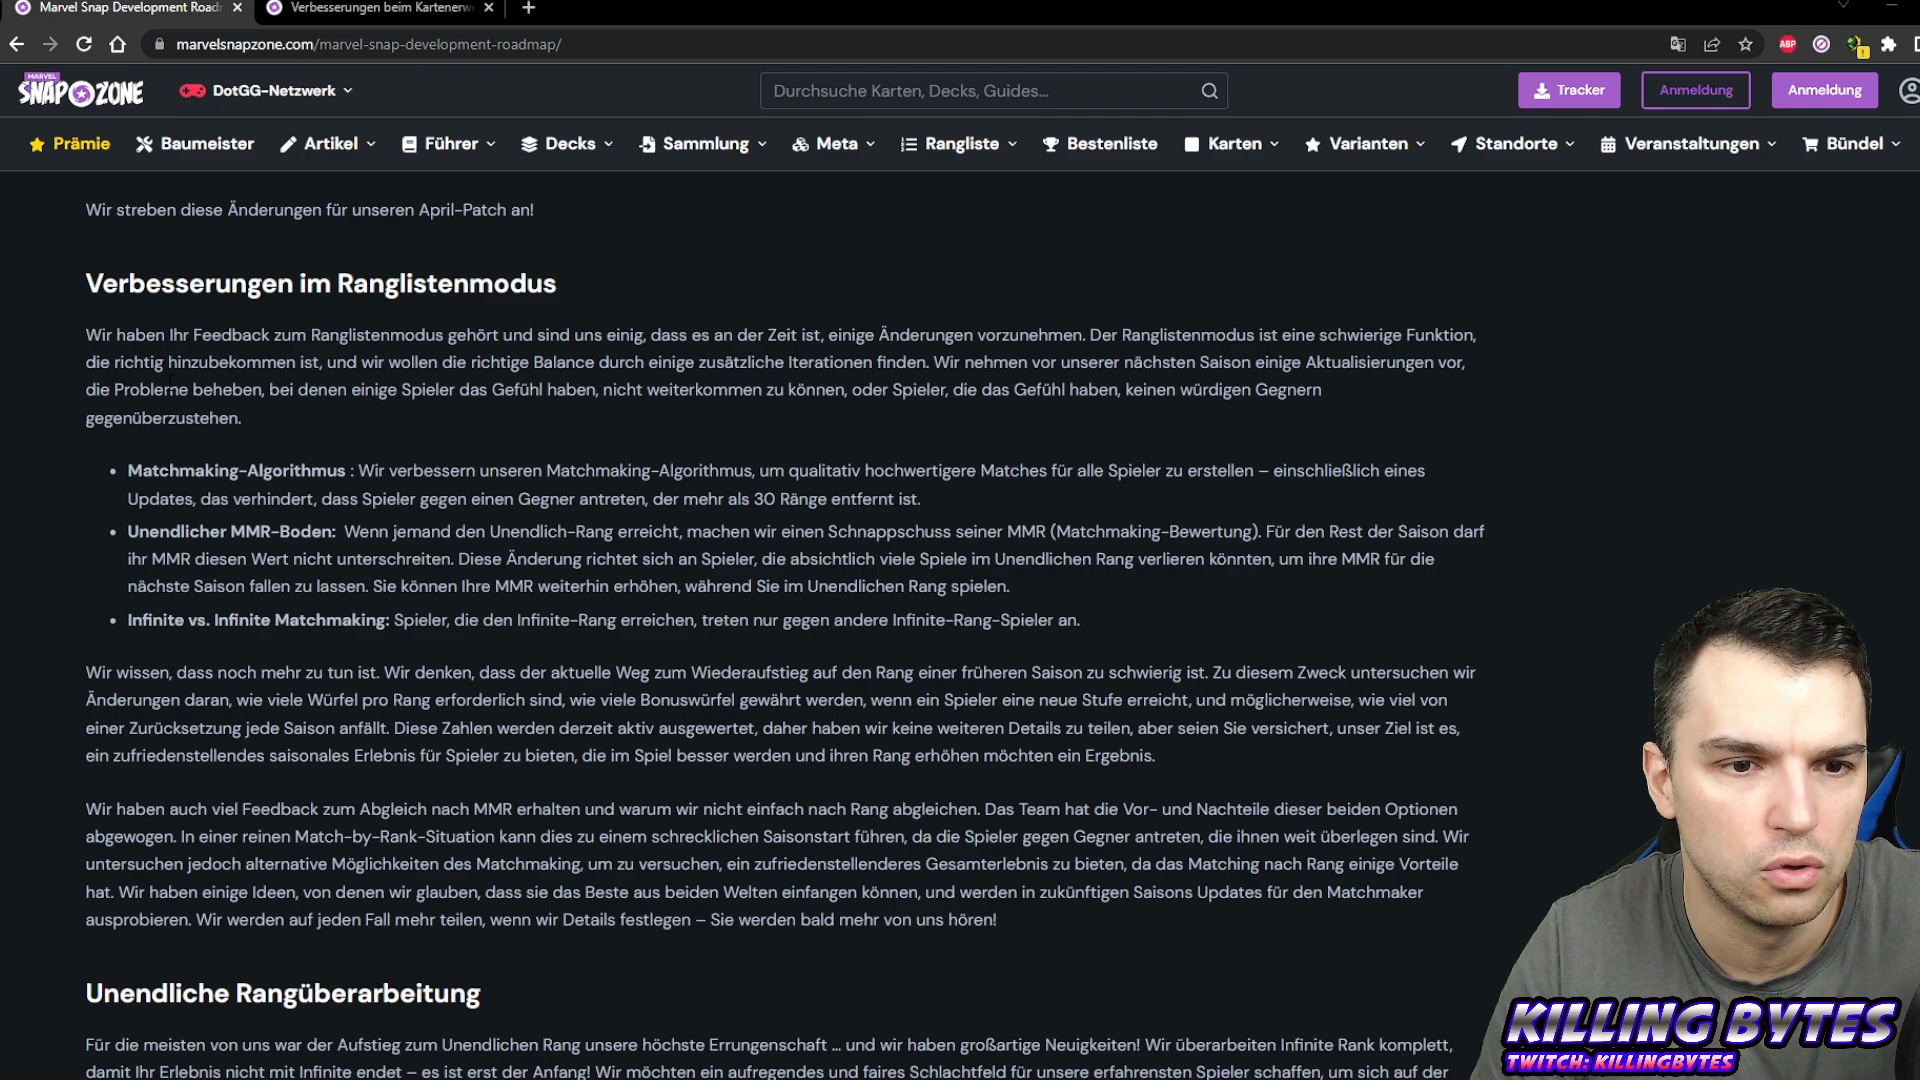 Marvel Snap Development Road
Verbesserungen beim Kartenerw
marvelsnapzone.com/marvel-snap-development-roadmap/
ABP
MARVEL
SNAP ZONE
DotGG-Netzwerk
Durchsuche Karten, Decks, Guides...
Tracker
Anmeldung
Anmeldung
Prämie
Baumeister
Artikel
Führer
Decks
Sammlung
Meta
Rangliste
Bestenliste
Karten
Varianten
Standorte
Veranstaltungen
Bündel
Wir streben diese Änderungen für unseren April-Patch an!
Verbesserungen im Ranglistenmodus
Wir haben Ihr Feedback zum Ranglistenmodus gehört und sind uns einig, dass es an der Zeit ist, einige Änderungen vorzunehmen. Der Ranglistenmodus ist eine schwierige Funktion,
die richtig hinzubekommen ist, und wir wollen die richtige Balance durch einige zusätzliche Iterationen finden. Wir nehmen vor unserer nächsten Saison einige Aktualisierungen vor,
die Probleme beheben, bei denen einige Spieler das Gefühl haben, nicht weiterkommen zu können, oder Spieler, die das Gefühl haben, keinen würdigen Gegnern
gegenüberzustehen.
• Matchmaking-Algorithmus : Wir verbessern unseren Matchmaking-Algorithmus, um qualitativ hochwertigere Matches für alle Spieler zu erstellen – einschließlich eines
Updates, das verhindert, dass Spieler gegen einen Gegner antreten, der mehr als 30 Ränge entfernt ist.
• Unendlicher MMR-Boden: Wenn jemand den Unendlich-Rang erreicht, machen wir einen Schnappschuss seiner MMR (Matchmaking-Bewertung). Für den Rest der Saison darf
ihr MMR diesen Wert nicht unterschreiten. Diese Änderung richtet sich an Spieler, die absichtlich viele Spiele im Unendlichen Rang verlieren könnten, um ihre MMR für die
nächste Saison fallen zu lassen. Sie können Ihre MMR weiterhin erhöhen, während Sie im Unendlichen Rang spielen.
• Infinite vs. Infinite Matchmaking: Spieler, die den Infinite-Rang erreichen, treten nur gegen andere Infinite-Rang-Spieler an.
Wir wissen, dass noch mehr zu tun ist. Wir denken, dass der aktuelle Weg zum Wiederaufstieg auf den Rang einer früheren Saison zu schwierig ist. Zu diesem Zweck untersuchen wir
Änderungen daran, wie viele Würfel pro Rang erforderlich sind, wie viele Bonuswürfel gewährt werden, wenn ein Spieler eine neue Stufe erreicht, und möglicherweise, wie viel von
einer Zurücksetzung jede Saison anfällt. Diese Zahlen werden derzeit aktiv ausgewertet, daher haben wir keine weiteren Details zu teilen, aber seien Sie versichert, unser Ziel ist es,
ein zufriedenstellendes saisonales Erlebnis für Spieler zu bieten, die im Spiel besser werden und ihren Rang erhöhen möchten ein Ergebnis.
Wir haben auch viel Feedback zum Abgleich nach MMR erhalten und warum wir nicht einfach nach Rang abgleichen. Das Team hat die Vor- und Nachteile dieser beiden Optionen
abgewogen. In einer reinen Match-by-Rank-Situation kann dies zu einem schrecklichen Saisonstart führen, da die Spieler gegen Gegner antreten, die ihnen weit überlegen sind. Wir
untersuchen jedoch alternative Möglichkeiten des Matchmaking, um zu versuchen, ein zufriedenstellenderes Gesamterlebnis zu bieten, da das Matching nach Rang einige Vorteile
hat. Wir haben einige Ideen, von denen wir glauben, dass sie das Beste aus beiden Welten einfangen können, und werden in zukünftigen Saisons Updates für den Matchmaker
ausprobieren. Wir werden auf jeden Fall mehr teilen, wenn wir Details festlegen – Sie werden bald mehr von uns hören!
Unendliche Rangüberarbeitung
Für die meisten von uns war der Aufstieg zum Unendlichen Rang unsere höchste Errungenschaft … und wir haben großartige Neuigkeiten! Wir überarbeiten Infinite Rank komplett,
damit Ihr Erlebnis nicht mit Infinite endet – es ist erst der Anfang! Wir möchten ein aufregendes und faires Schlachtfeld für unsere erfahrensten Spieler schaffen, um sich auf der
KILLING BYTES
TWITCH: KILLINGBYTES